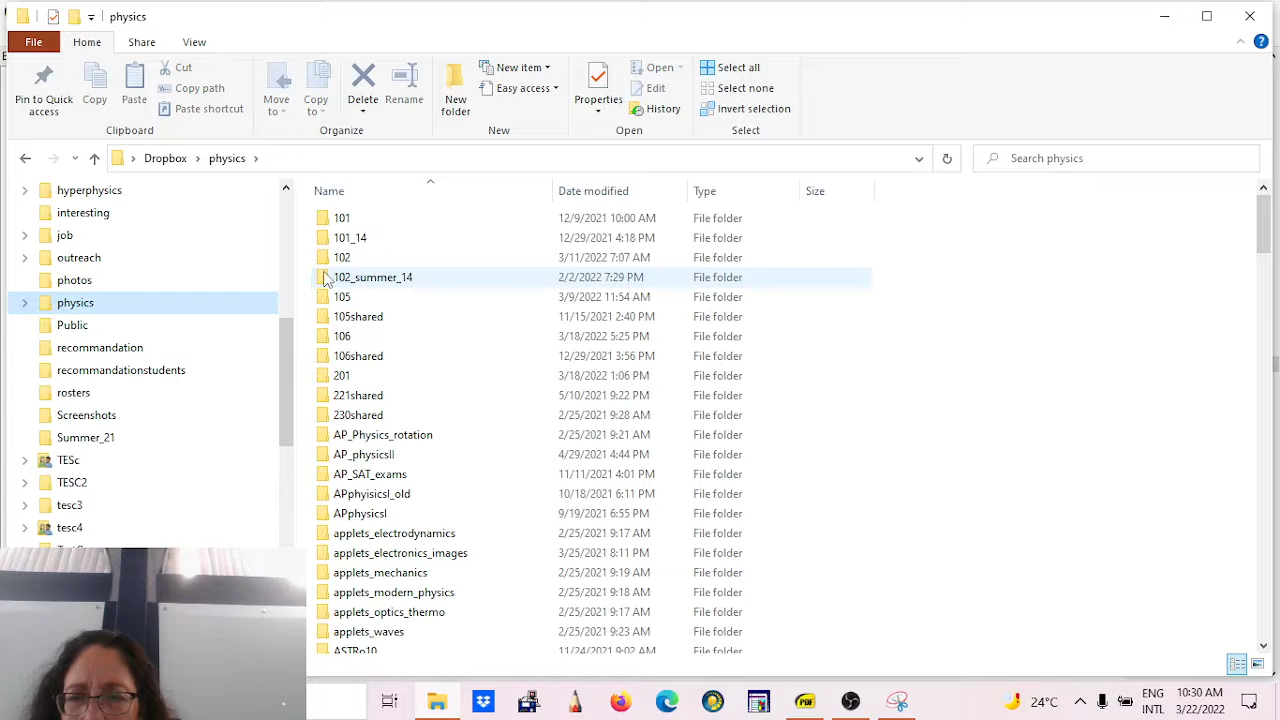 physics
File Home Share View
Pin to Quick access
Copy
Paste
Cut
Copy path
Paste shortcut
Clipboard
Move to
Copy to
Delete
Rename
Organize
New folder
New item
Easy access
New
Properties
Open
Edit
History
Open
Select all
Select none
Invert selection
Select
Dropbox physics
Search physics
hyperphysics
interesting
job
outreach
photos
physics
Public
recommandation
recommandationstudents
rosters
Screenshots
Summer_21
TESc
TESC2
tesc3
tesc4
Name Date modified Type Size
101 12/9/2021 10:00 AM File folder
101_14 12/29/2021 4:18 PM File folder
102 3/11/2022 7:07 AM File folder
102_summer_14 2/2/2022 7:29 PM File folder
105 3/9/2022 11:54 AM File folder
105shared 11/15/2021 2:40 PM File folder
106 3/18/2022 5:25 PM File folder
106shared 12/29/2021 3:56 PM File folder
201 3/18/2022 1:06 PM File folder
221shared 5/10/2021 9:22 PM File folder
230shared 2/25/2021 9:28 AM File folder
AP_Physics_rotation 2/25/2021 9:21 AM File folder
AP_physicsII 4/29/2021 4:44 PM File folder
AP_SAT_exams 11/11/2021 4:01 PM File folder
APphyicsI_old 10/18/2021 6:11 PM File folder
APphysicsI 9/19/2021 6:55 PM File folder
applets_electrodynamics 2/25/2021 9:17 AM File folder
applets_electronics_images 3/25/2021 8:11 PM File folder
applets_mechanics 2/25/2021 9:19 AM File folder
applets_modern_physics 2/25/2021 9:18 AM File folder
applets_optics_thermo 2/25/2021 9:17 AM File folder
applets_waves 2/25/2021 9:23 AM File folder
ASTRo10 11/24/2021 9:02 AM File folder
PDF
24°C
ENG
INTL
10:30 AM
3/22/2022